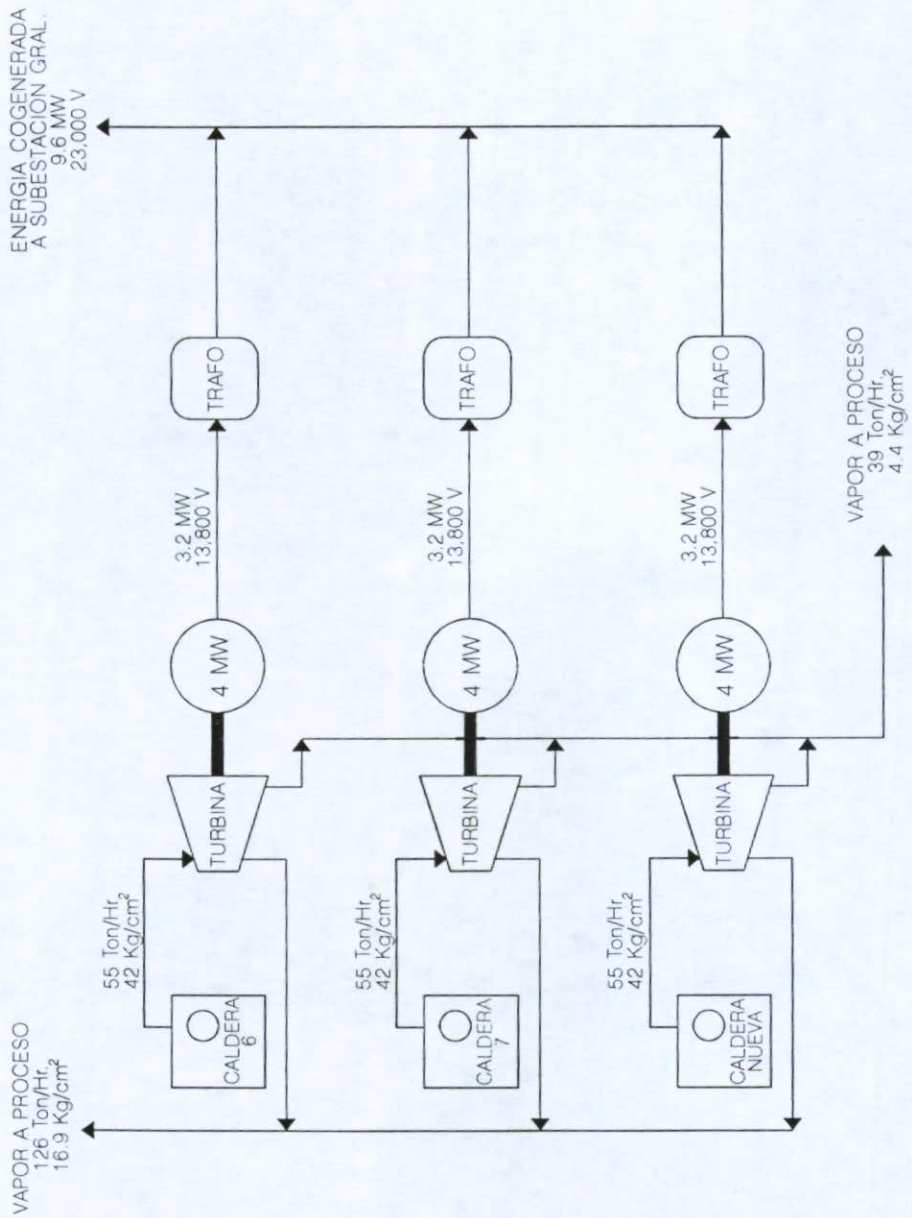 VAPOR A PROCESO
126 Ton/Hr.
16.9 Kg/cm²
ENERGIA COGENERADA
A SUBESTACION GRAL.
9.6 MW
23,000 V
CALDERA
6
55 Ton/Hr.
42 Kg/cm²
TURBINA
4 MW
3.2 MW
13,800 V
TRAFO
CALDERA
7
55 Ton/Hr.
42 Kg/cm²
TURBINA
4 MW
3.2 MW
13,800 V
TRAFO
CALDERA
NUEVA
55 Ton/Hr.
42 Kg/cm²
TURBINA
4 MW
3.2 MW
13,800 V
TRAFO
VAPOR A PROCESO
39 Ton/Hr.
4.4 Kg/cm²